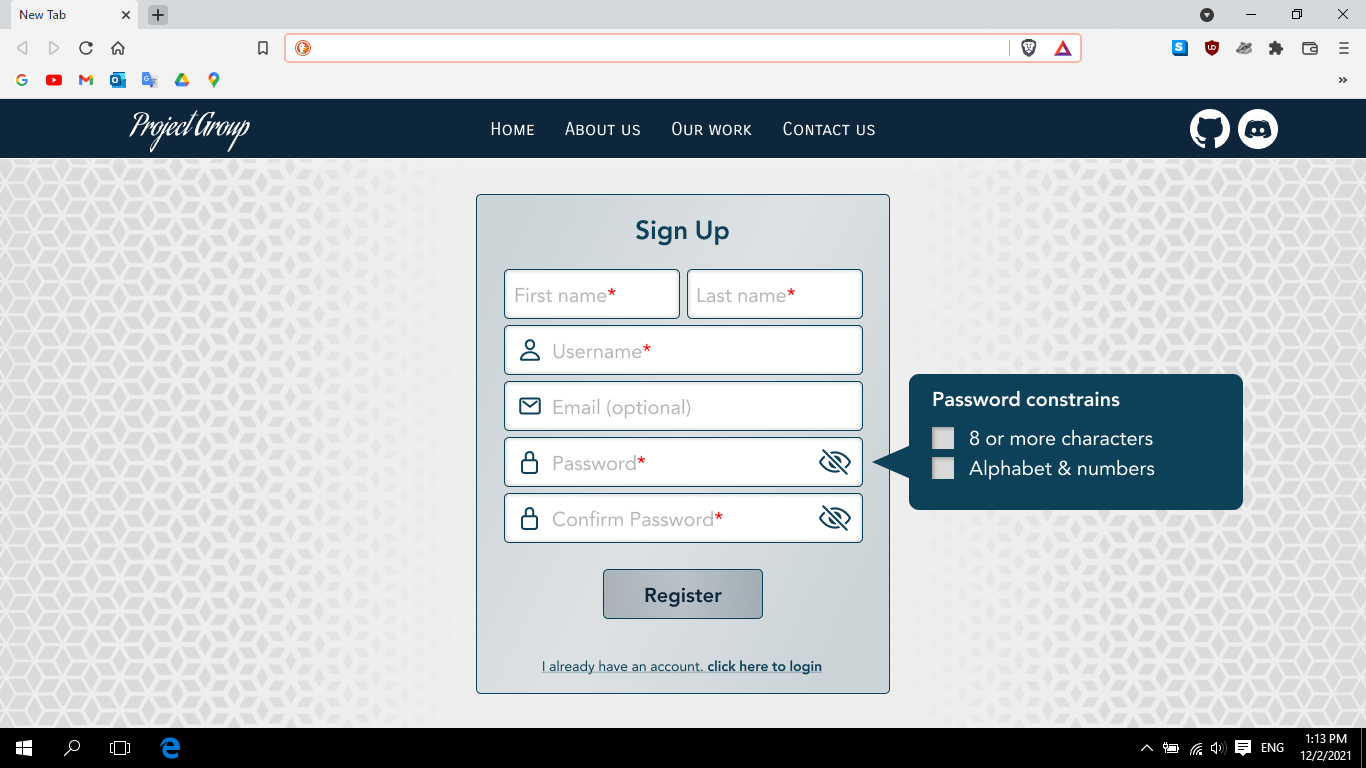 New Tab
Project Group
Home About us Our work Contact us
Sign Up
First name* Last name*
Username*
Email (optional)
Password*
Confirm Password*
Password constrains
8 or more characters
Alphabet & numbers
Register
I already have an account. click here to login
ENG
1:13 PM
12/2/2021